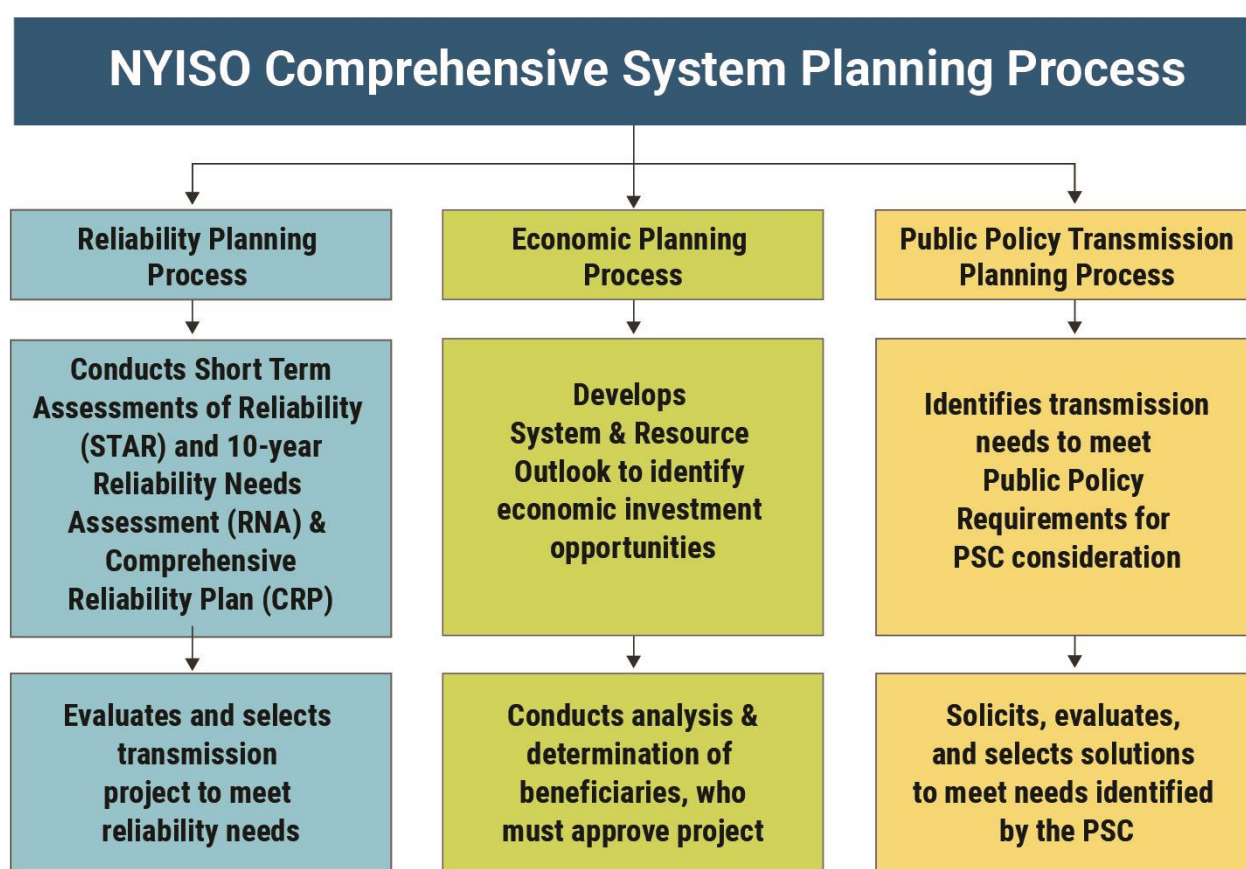 NYISO Comprehensive System Planning Process
Reliability Planning
Process
Conducts Short Term
Assessments of Reliability
(STAR) and 10-year
Reliability Needs
Assessment (RNA) &
Comprehensive
Reliability Plan (CRP)
Evaluates and selects
transmission
project to meet
reliability needs
Economic Planning
Process
Develops
System & Resource
Outlook to identify
economic investment
opportunities
Conducts analysis &
determination of
beneficiaries, who
must approve project
Public Policy Transmission
Planning Process
Identifies transmission
needs to meet
Public Policy
Requirements for
PSC consideration
Solicits, evaluates,
and selects solutions
to meet needs identified
by the PSC